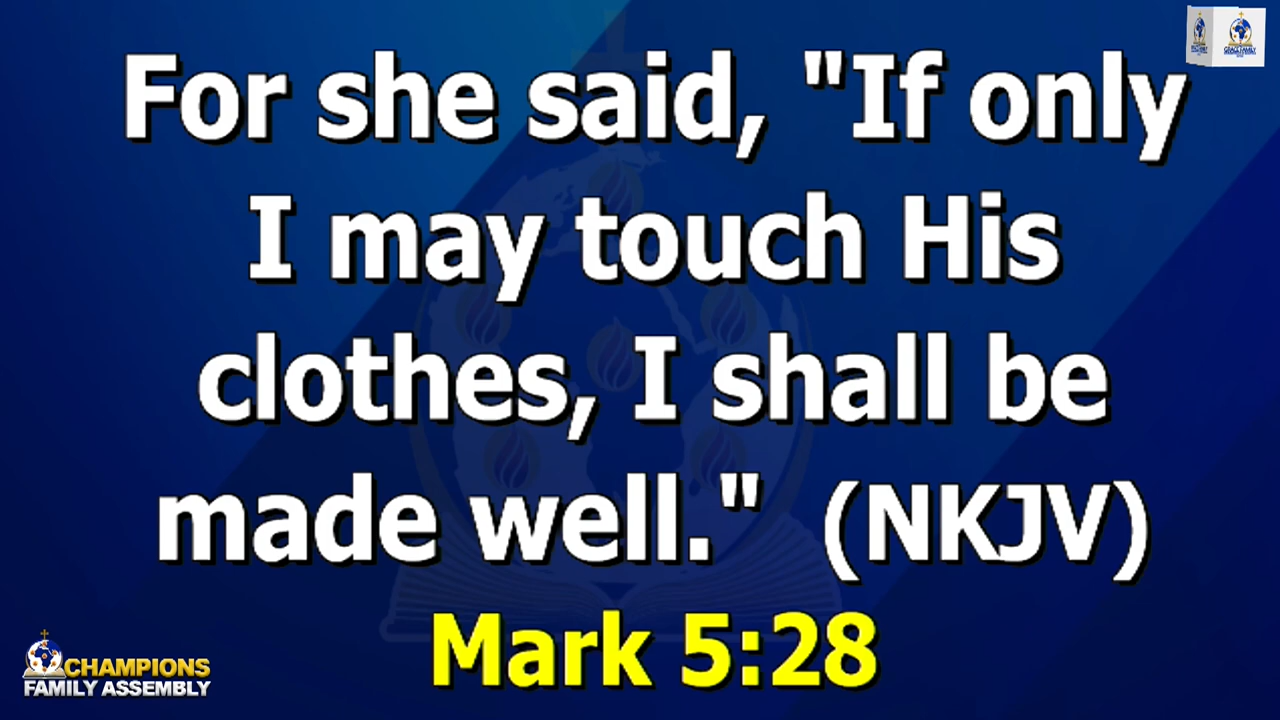 For she said, "If only
I may touch His
clothes, I shall be
made well." (NKJV)
Mark 5:28
CHAMPIONS
FAMILY ASSEMBLY